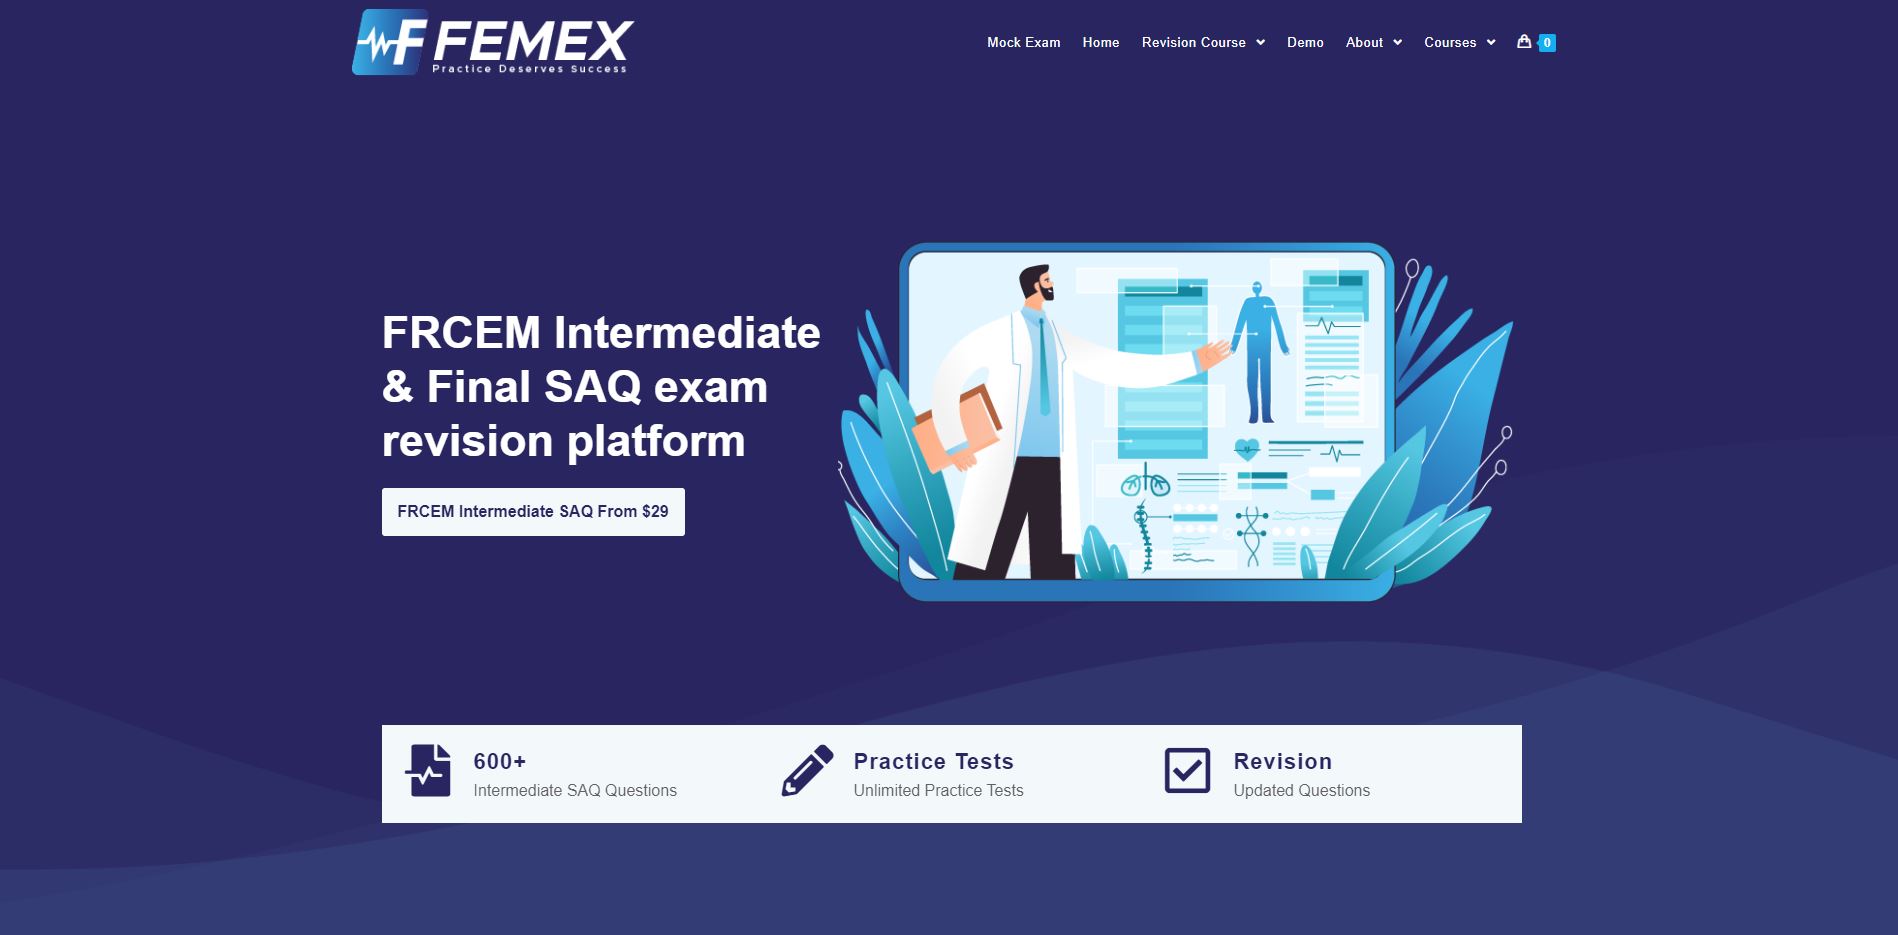 FEMEX
Practice Deserves Success
Mock Exam Home Revision Course Demo About Courses 0
FRCEM Intermediate
& Final SAQ exam
revision platform
FRCEM Intermediate SAQ From $29
600+
Intermediate SAQ Questions
Practice Tests
Unlimited Practice Tests
Revision
Updated Questions